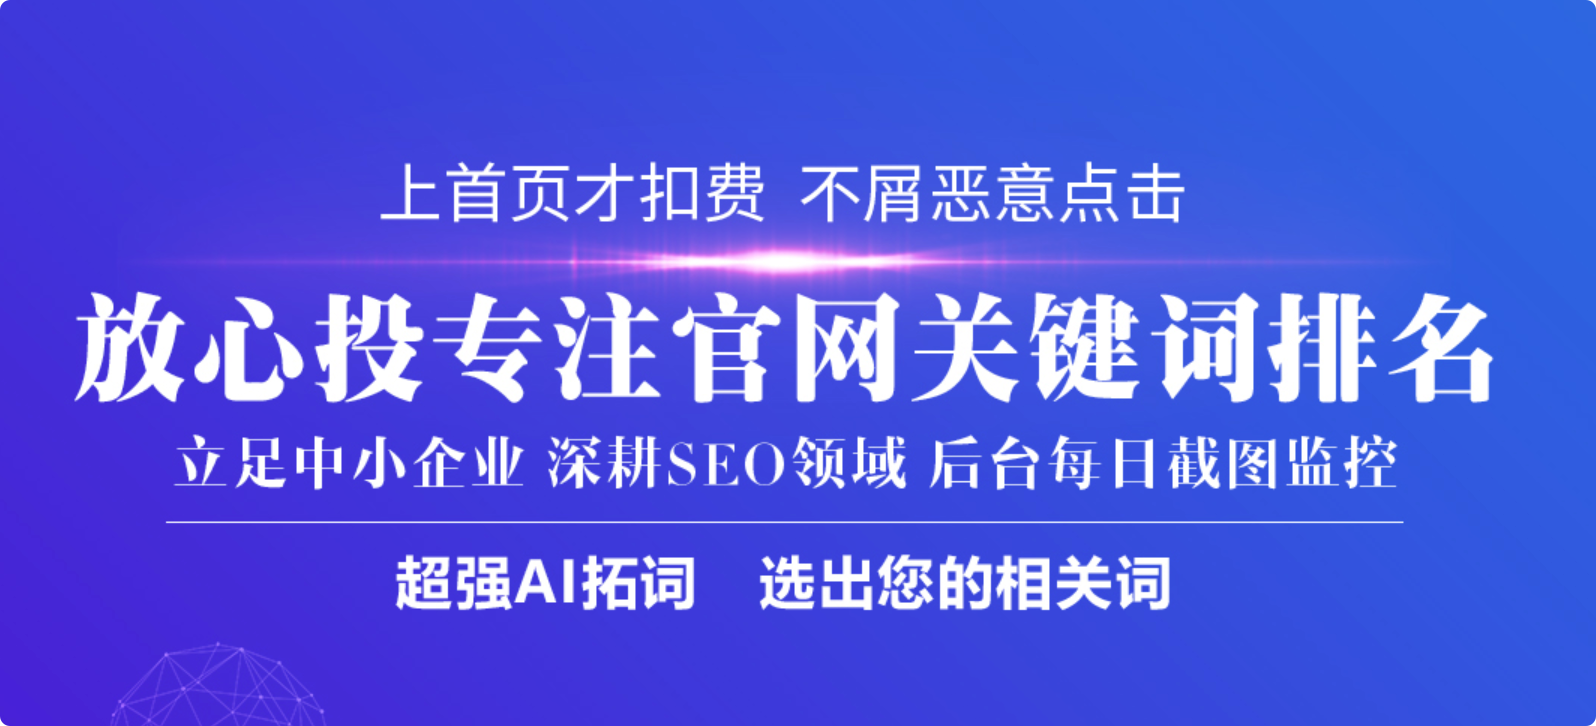 上首页才扣费 不屑恶意点击
放心投专注官网关键词排名
立足中小企业 深耕SEO领域 后台每日截图监控
超强AI拓词 选出您的相关词